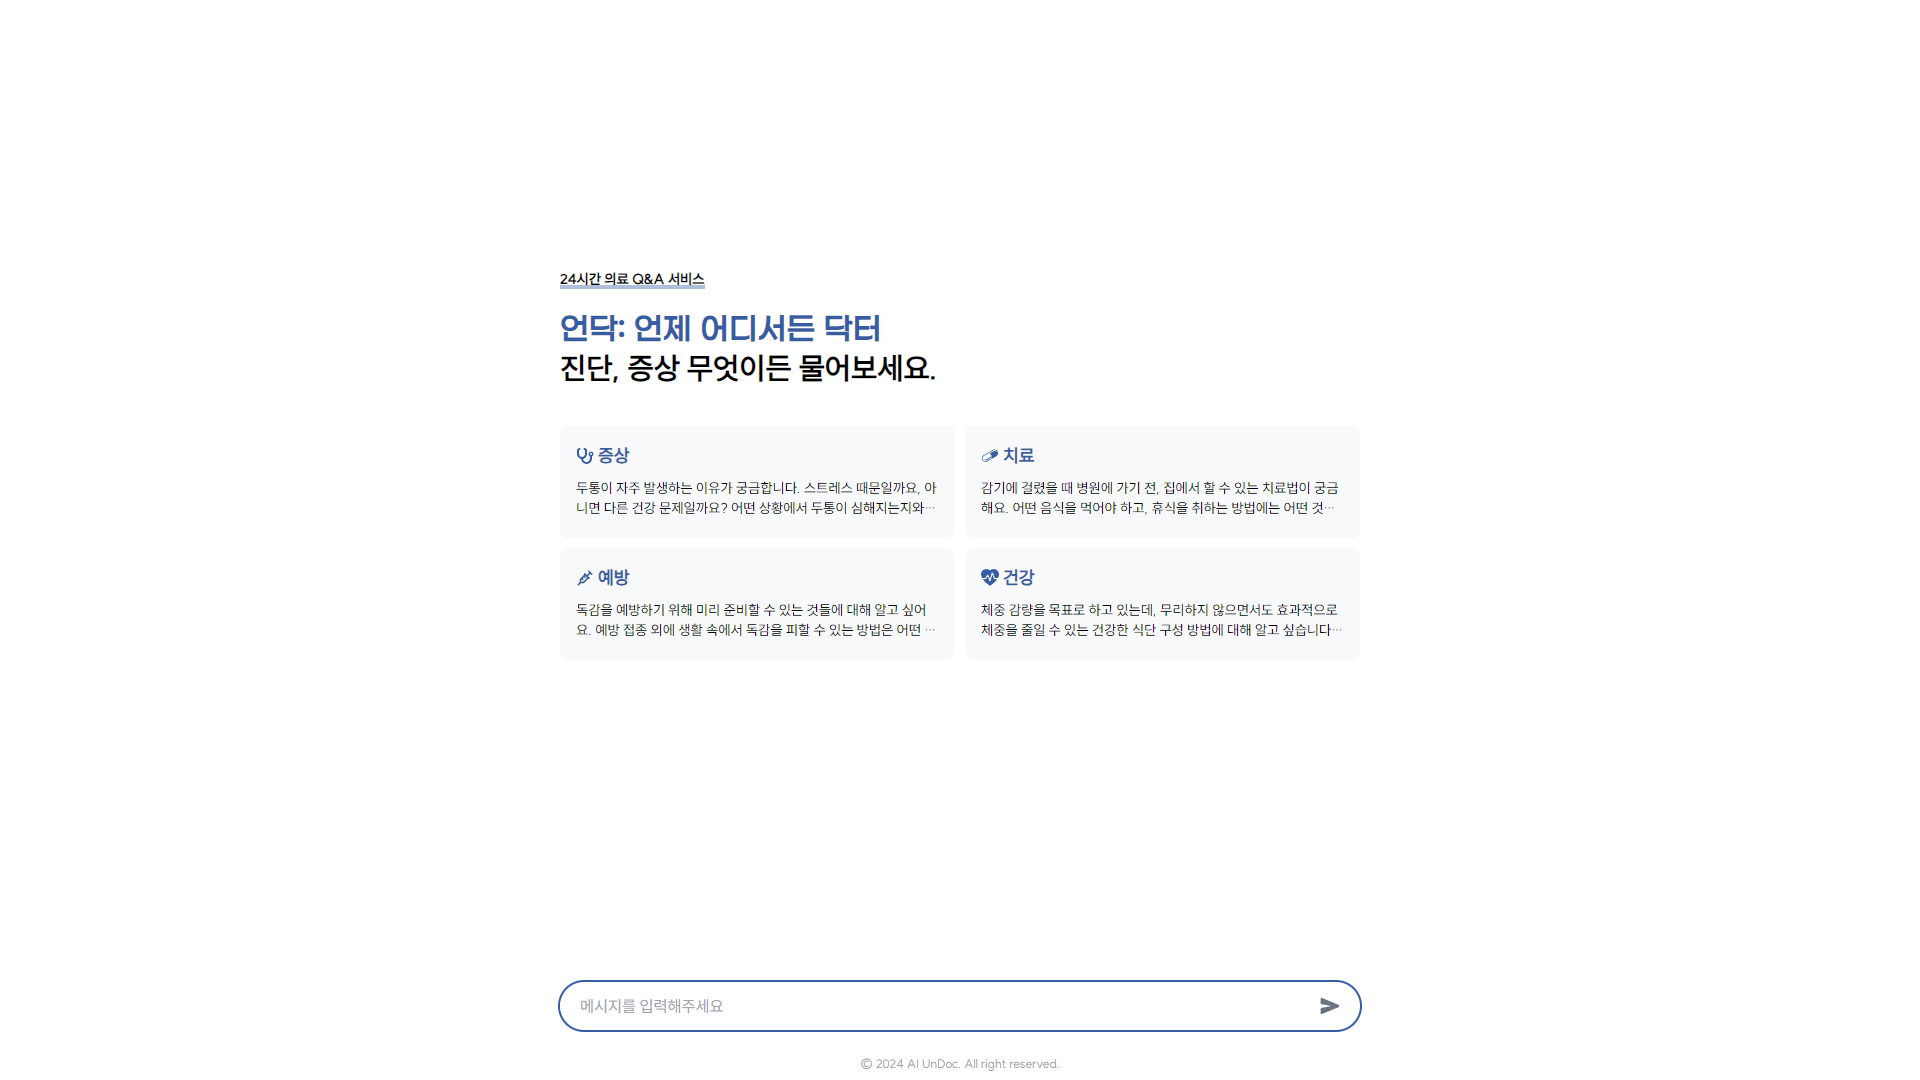 24시간 의료 Q&A 서비스
언닥: 언제 어디서든 닥터
진단, 증상 무엇이든 물어보세요.
증상
두통이 자주 발생하는 이유가 궁금합니다. 스트레스 때문일까요, 아
니면 다른 건강 문제일까요? 어떤 상황에서 두통이 심해지는지와…
치료
감기에 걸렸을 때 병원에 가기 전, 집에서 할 수 있는 치료법이 궁금
해요. 어떤 음식을 먹어야 하고, 휴식을 취하는 방법에는 어떤 것…
예방
독감을 예방하기 위해 미리 준비할 수 있는 것들에 대해 알고 싶어
요. 예방 접종 외에 생활 속에서 독감을 피할 수 있는 방법은 어떤 …
건강
체중 감량을 목표로 하고 있는데, 무리하지 않으면서도 효과적으로
체중을 줄일 수 있는 건강한 식단 구성 방법에 대해 알고 싶습니다…
메시지를 입력해주세요
© 2024 AI UnDoc. All right reserved.